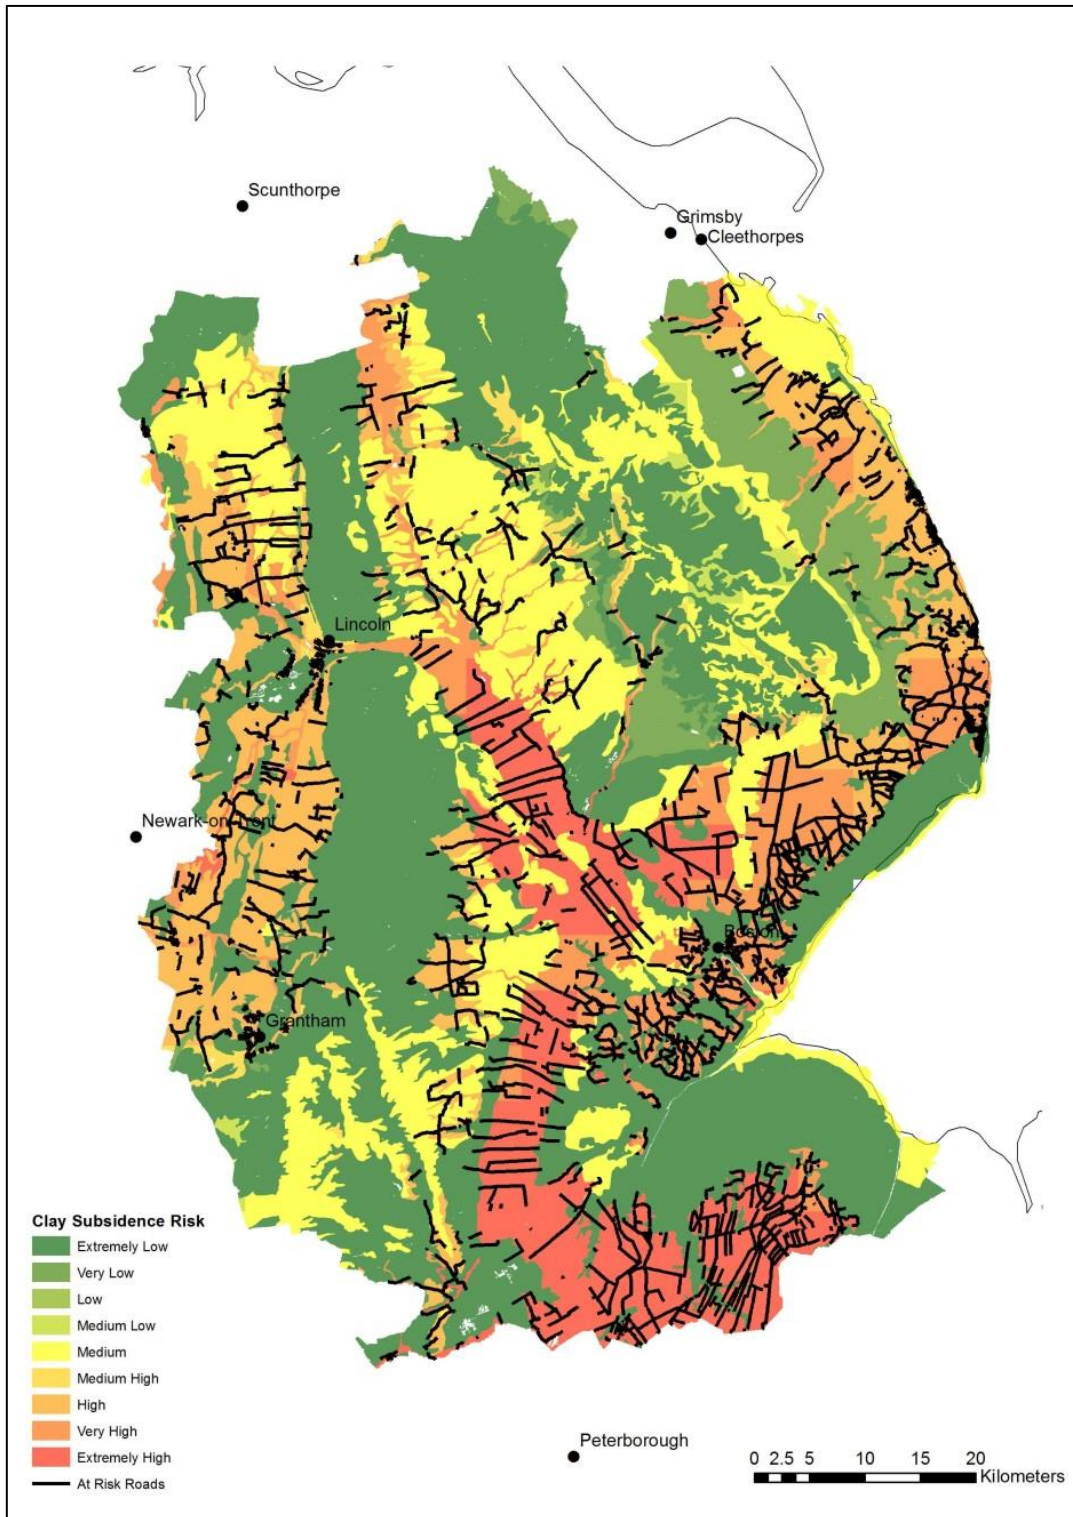 Scunthorpe
Grimsby
Cleethorpes
Lincoln
Newark-on-Trent
Boston
Grantham
Clay Subsidence Risk
Extremely Low
Very Low
Low
Medium Low
Medium
Medium High
High
Very High
Extremely High
At Risk Roads
Peterborough
0 2.5 5 10 15 20
Kilometers